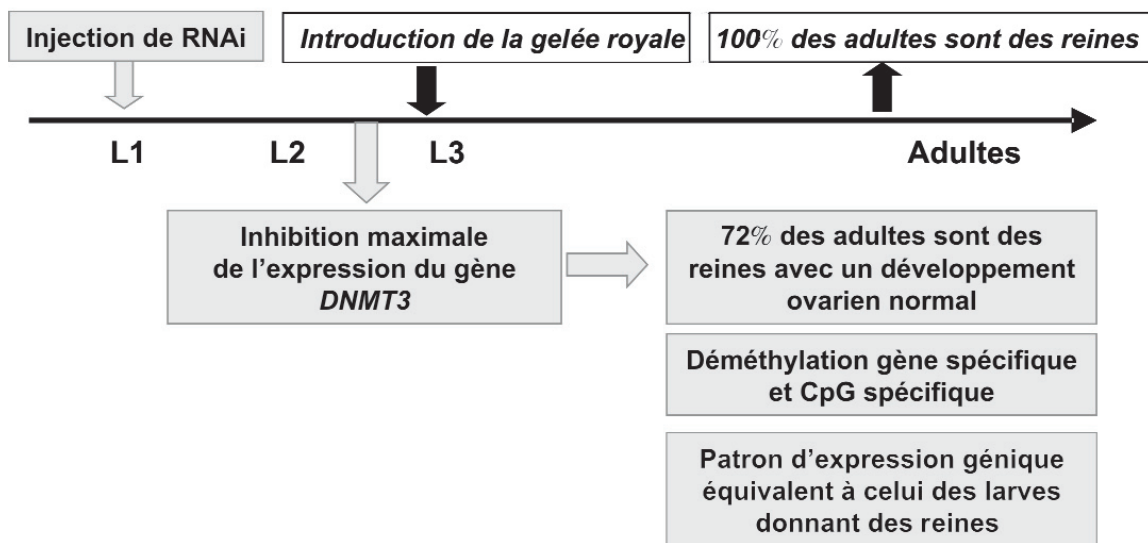 Injection de RNAi
Introduction de la gelée royale
100% des adultes sont des reines
L1
L2
L3
Adultes
Inhibition maximale
de l'expression du gène
DNMT3
72% des adultes sont des
reines avec un développement
ovarien normal
Déméthylation gène spécifique
et CpG spécifique
Patron d'expression génique
équivalent à celui des larves
donnant des reines